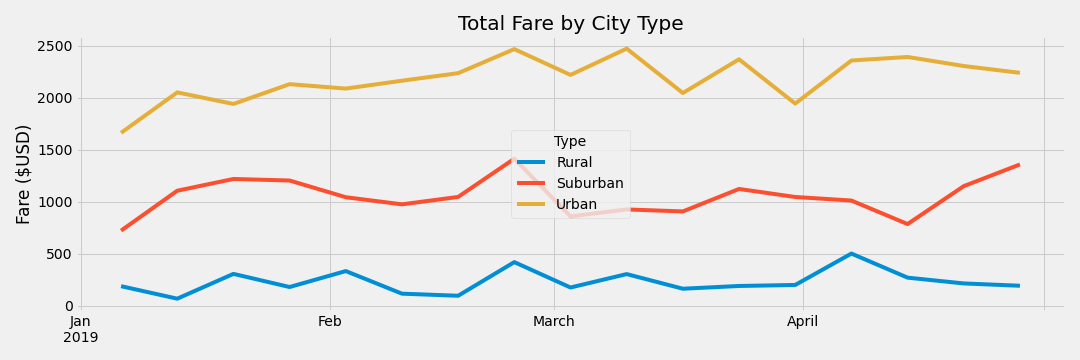 Total Fare by City Type
Fare ($USD)
2500
2000
1500
1000
500
0
Type
Rural
Suburban
Urban
Jan
2019
Feb
March
April